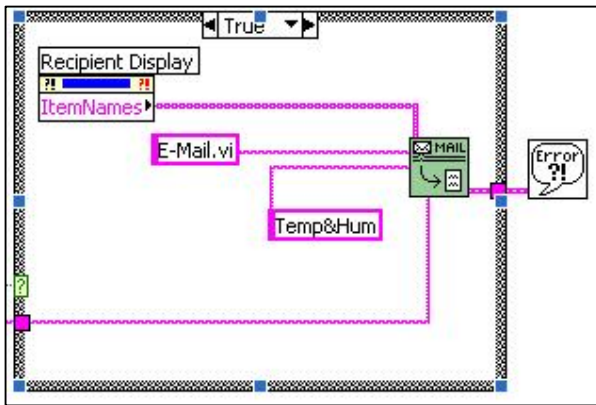 True
Recipient Display
?! ?!
ItemNames
MAIL
E-Mail.vi
Error
?!
Temp&Hum
?